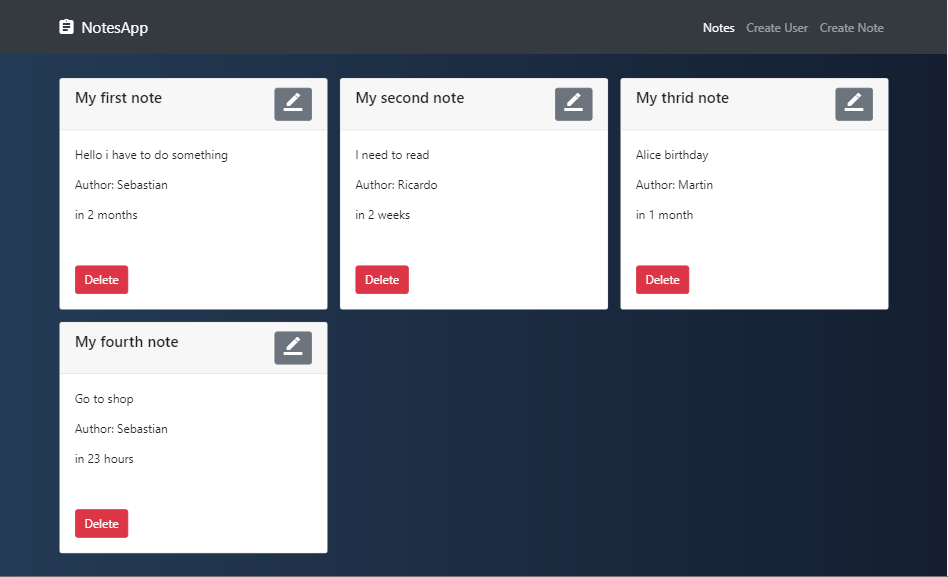 NotesApp
Notes Create User Create Note
My first note
Hello i have to do something
Author: Sebastian
in 2 months
Delete
My second note
I need to read
Author: Ricardo
in 2 weeks
Delete
My thrid note
Alice birthday
Author: Martin
in 1 month
Delete
My fourth note
Go to shop
Author: Sebastian
in 23 hours
Delete